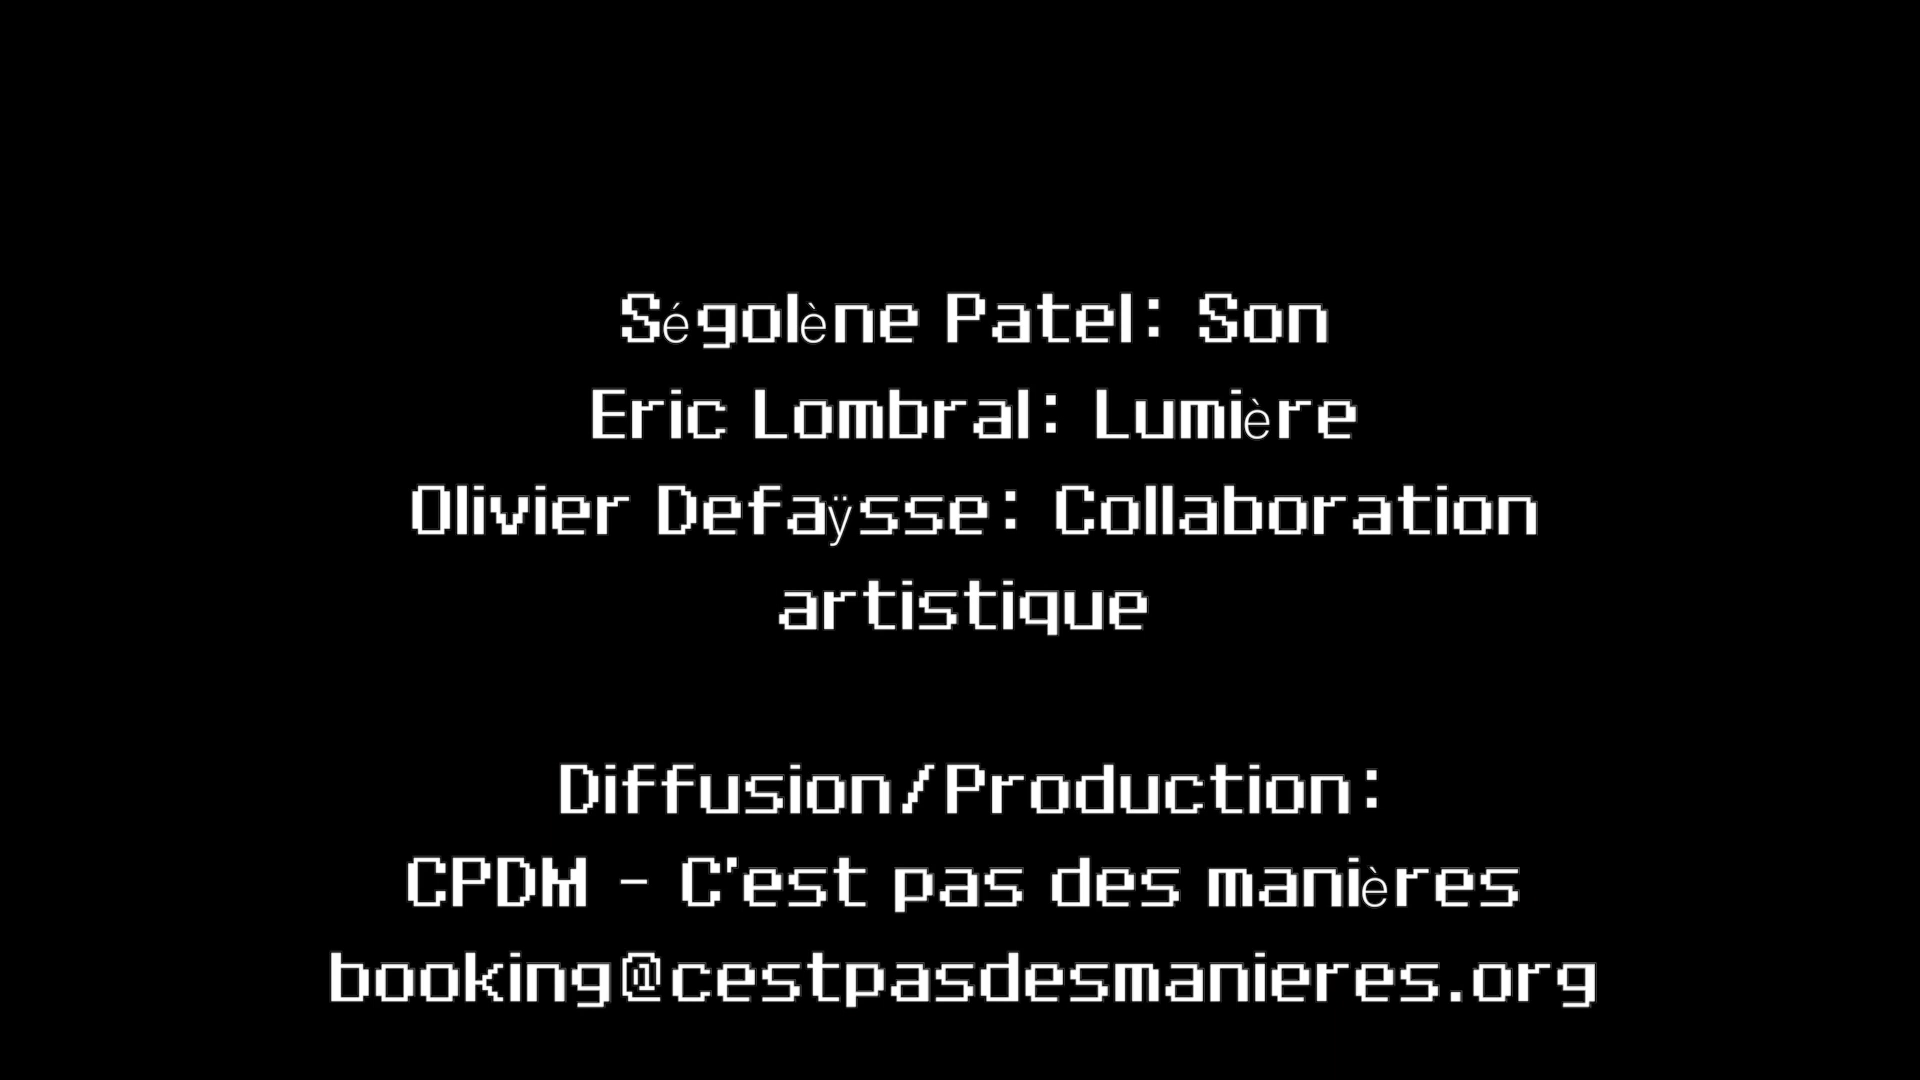 Ségolène Patel: Son
Eric Lombral: Lumière
Olivier Defaÿsse: Collaboration
artistique
Diffusion/Production:
CPDM - C'est pas des manières
booking@cestpasdesmanieres.org